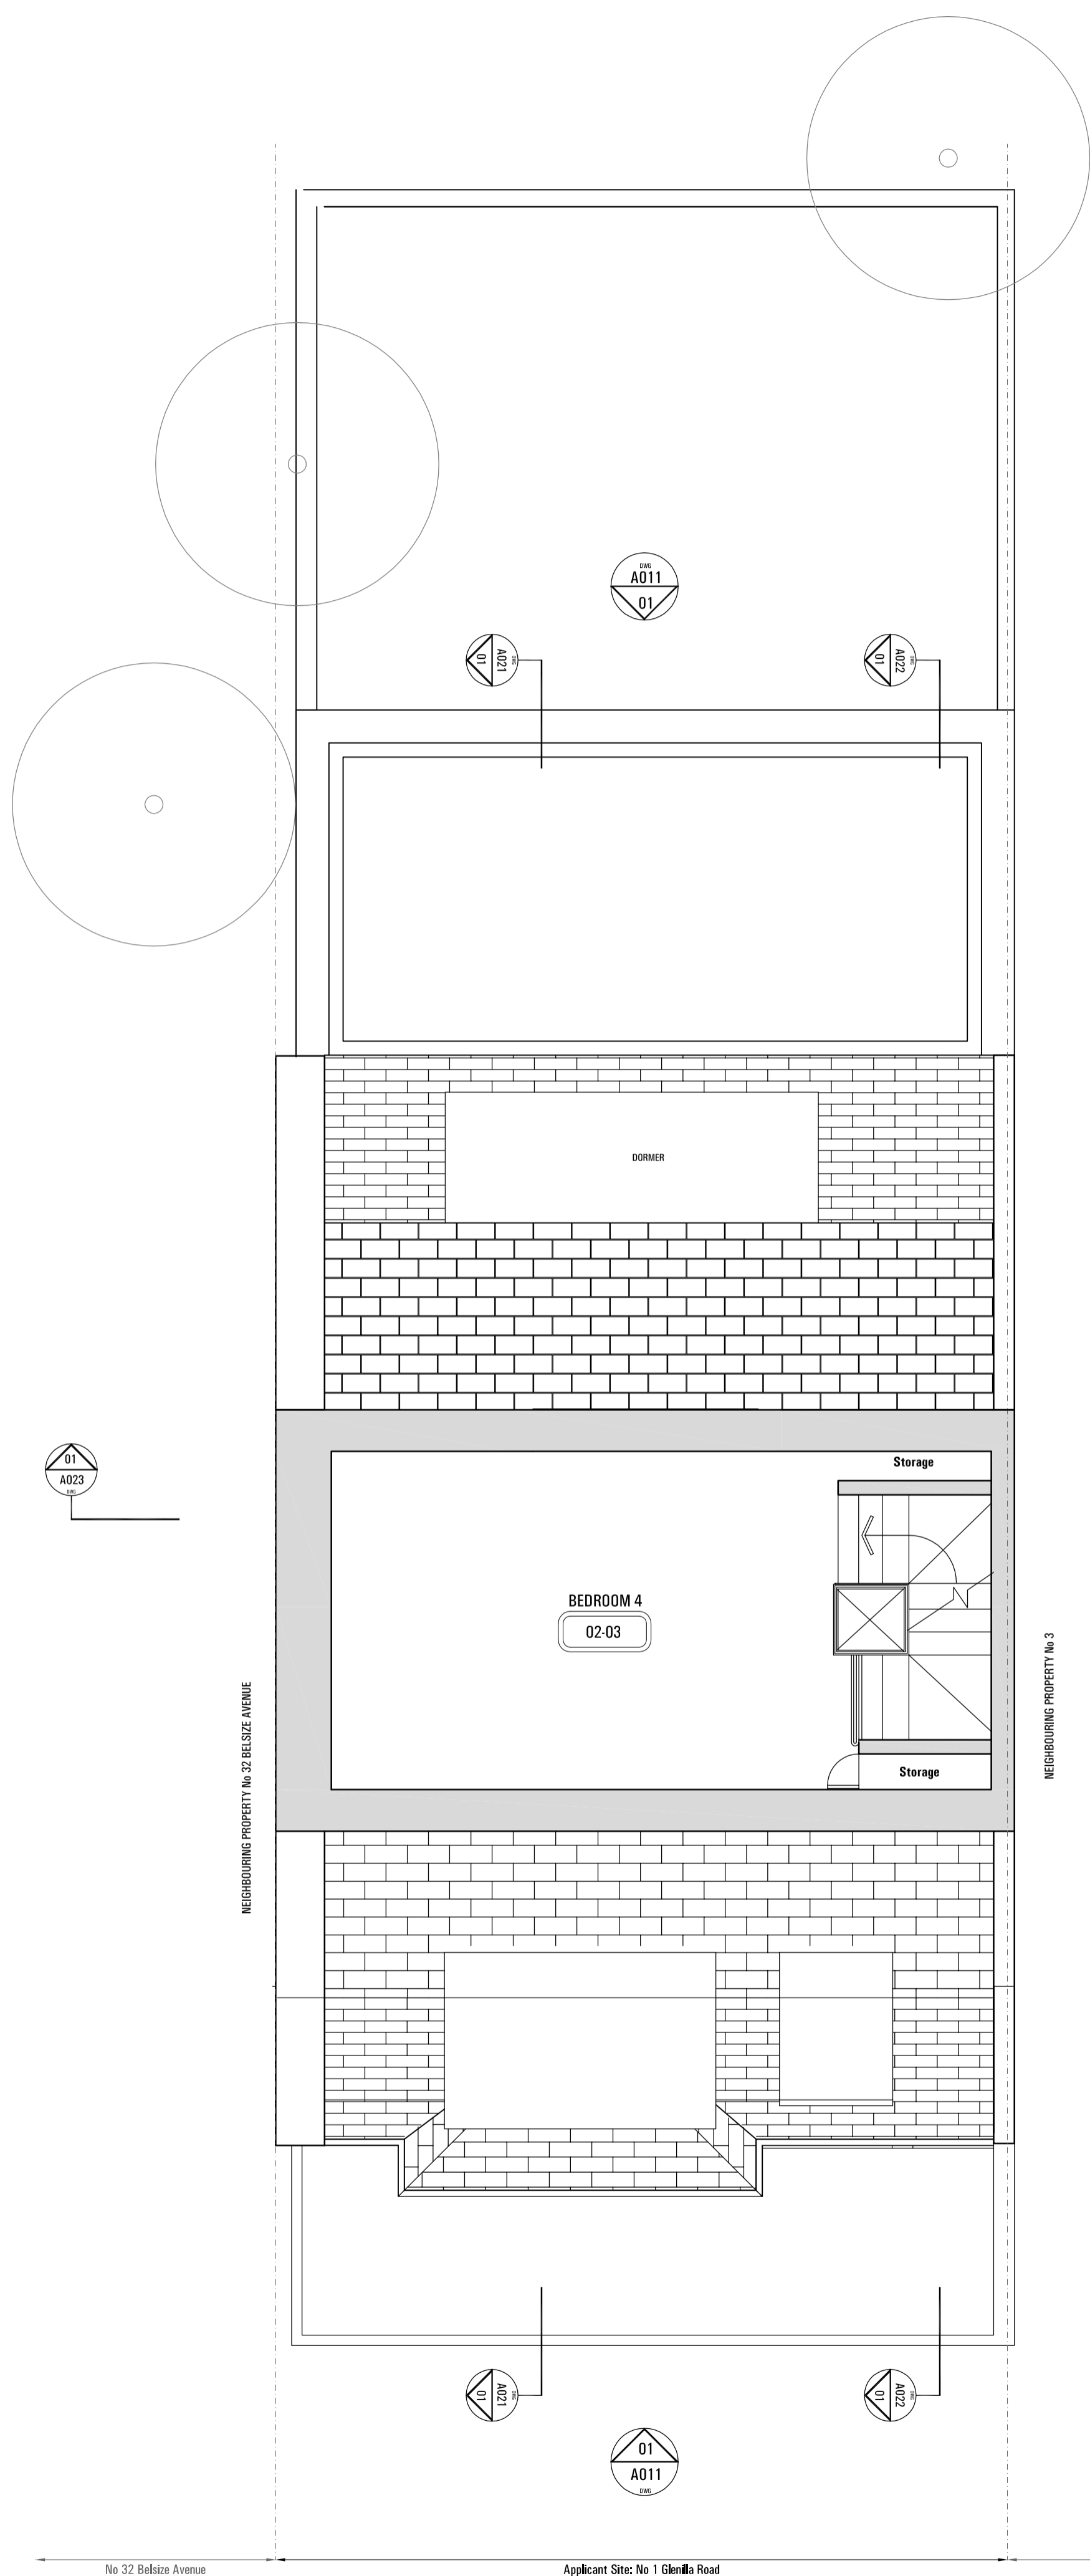 DWG
A011
01
DWG
A021
01
DWG
A022
01
DORMER
Storage
01
A023
DWG
BEDROOM 4
02-03
NEIGHBOURING PROPERTY No 3
NEIGHBOURING PROPERTY No 32 BELSIZE AVENUE
Storage
DWG
A021
01
DWG
A022
01
01
A011
DWG
No 32 Belsize Avenue
Applicant Site: No 1 Glenilla Road